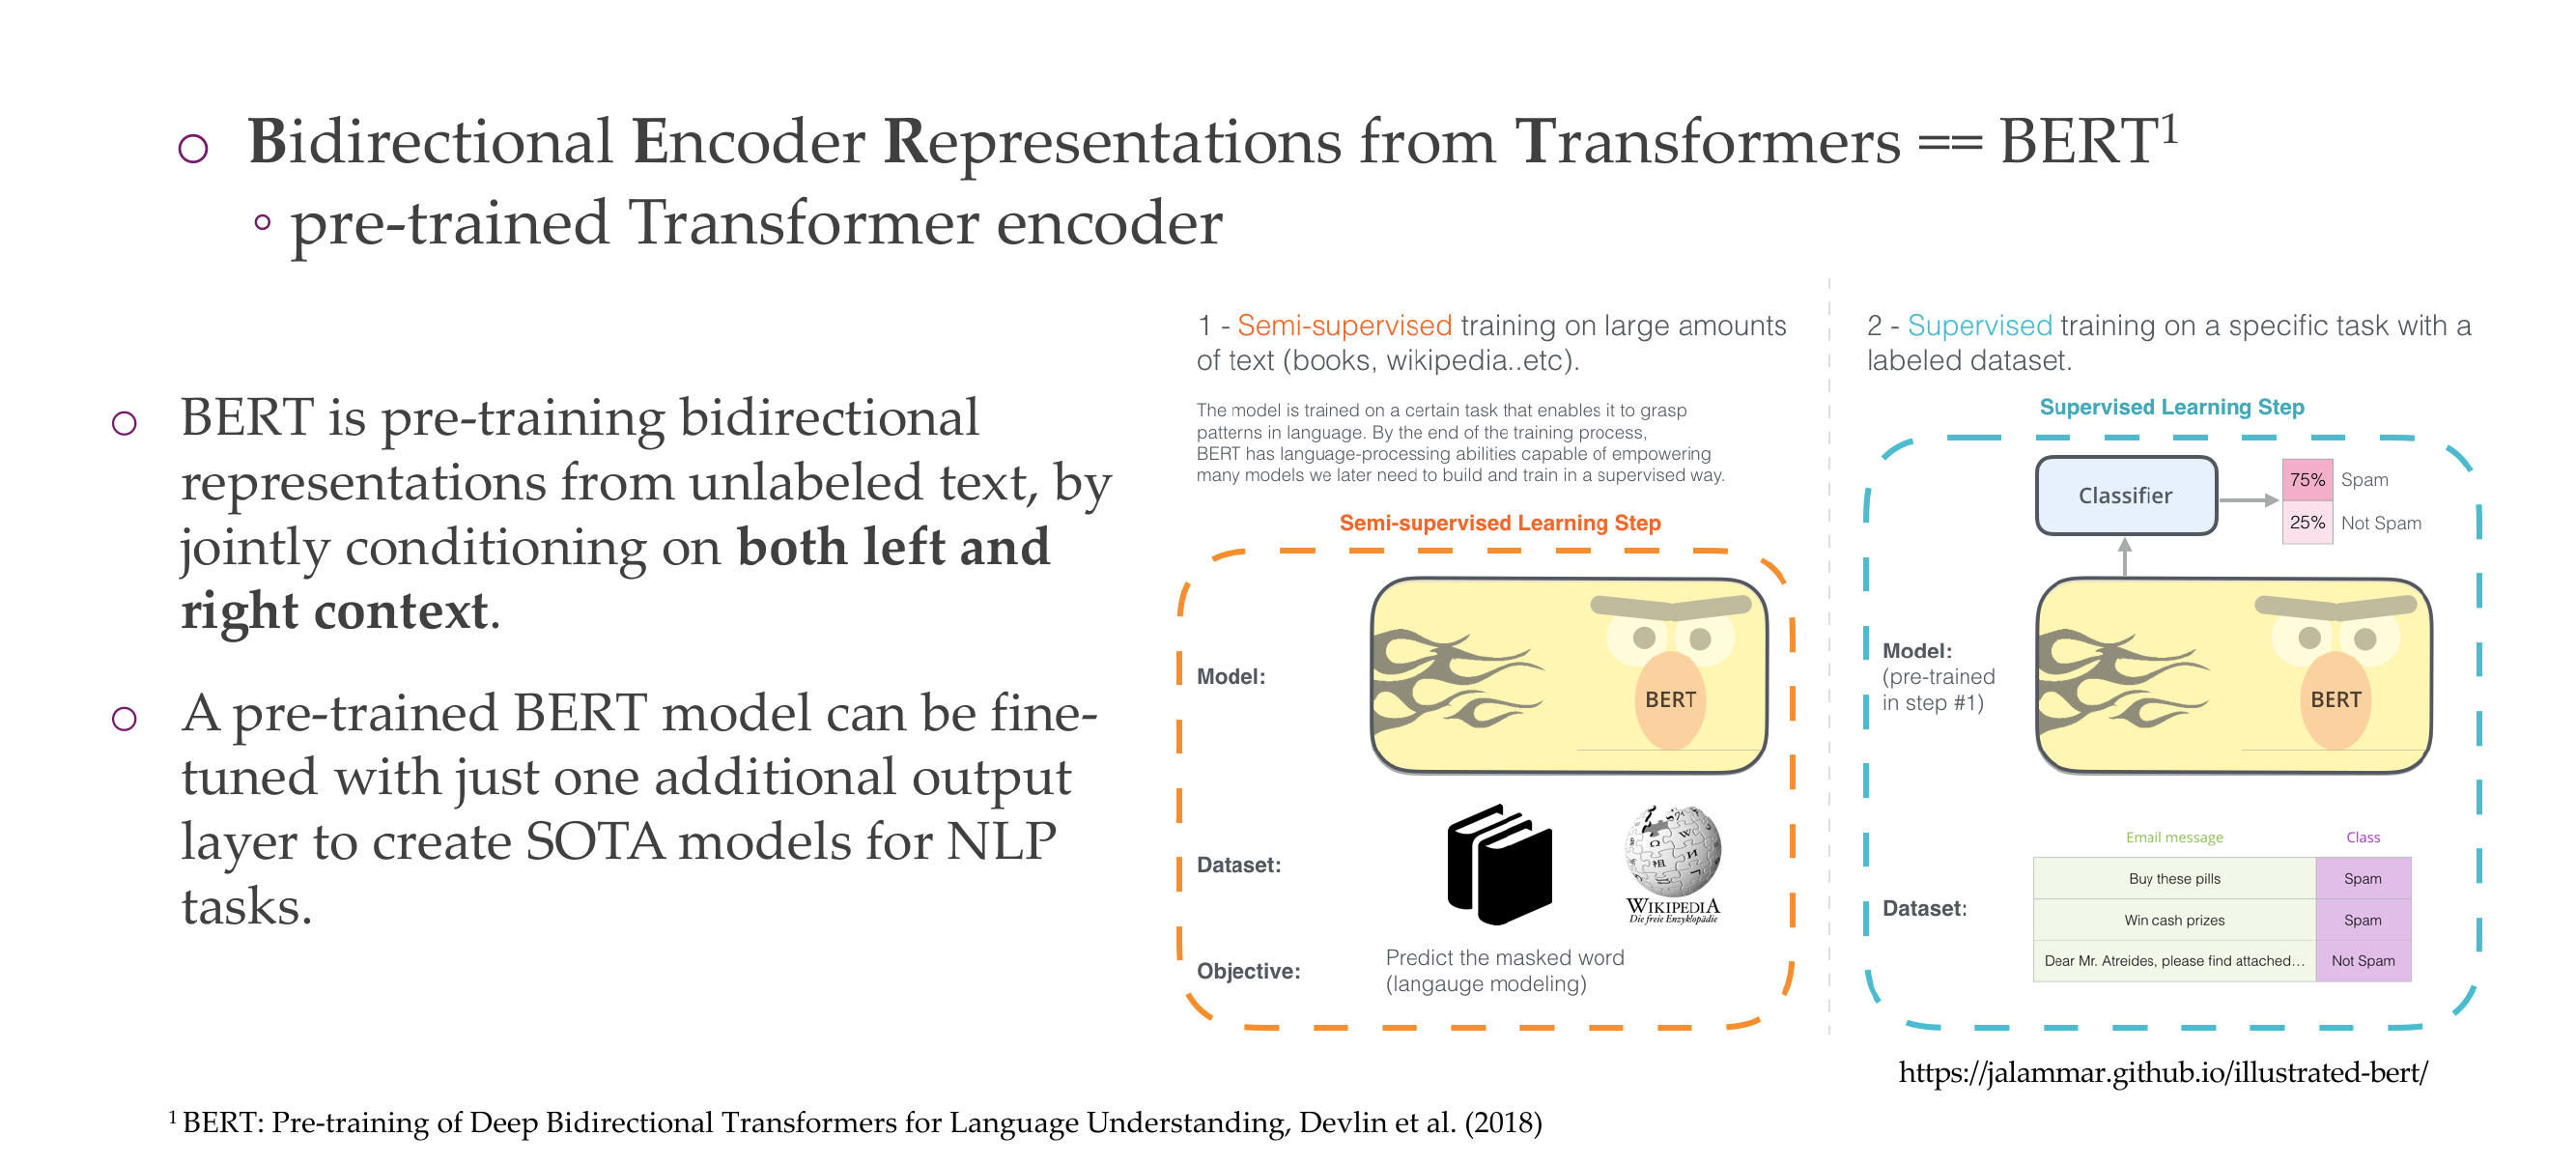 Bidirectional Encoder Representations from Transformers == BERT1
pre-trained Transformer encoder
BERT is pre-training bidirectional
representations from unlabeled text, by
jointly conditioning on both left and
right context.
A pre-trained BERT model can be fine-
tuned with just one additional output
layer to create SOTA models for NLP
tasks.
1 - Semi-supervised training on large amounts
of text (books, wikipedia..etc).
The model is trained on a certain task that enables it to grasp
patterns in language. By the end of the training process,
BERT has language-processing abilities capable of empowering
many models we later need to build and train in a supervised way.
Semi-supervised Learning Step
Model:
BERT
Dataset:
WIKIPEDIA
Die freie Enzyklopädie
Objective:
Predict the masked word
(langauge modeling)
2 - Supervised training on a specific task with a
labeled dataset.
Supervised Learning Step
Classifier
75% Spam
25% Not Spam
Model:
(pre-trained
in step #1)
BERT
Dataset:
Email message Class
Buy these pills Spam
Win cash prizes Spam
Dear Mr. Atreides, please find attached... Not Spam
https://jalammar.github.io/illustrated-bert/
1 BERT: Pre-training of Deep Bidirectional Transformers for Language Understanding, Devlin et al. (2018)